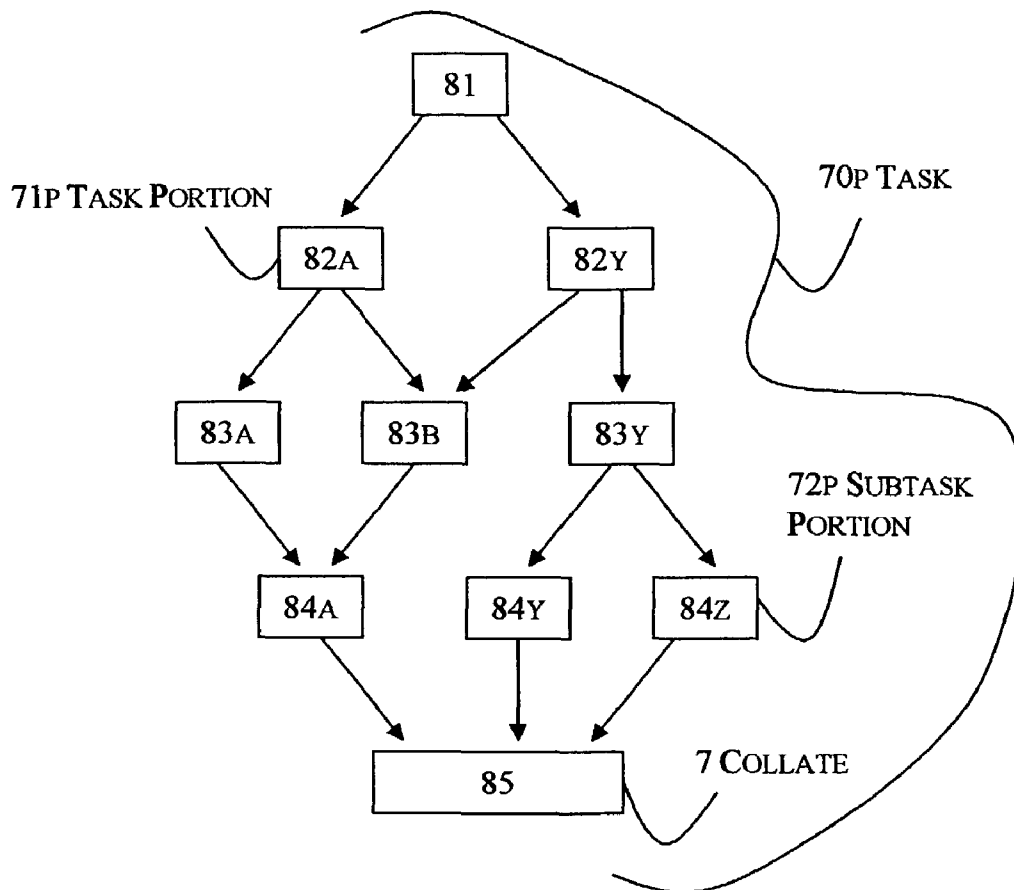 81
71P TASK PORTION
70P TASK
82A
82Y
83A
83B
83Y
72P SUBTASK
PORTION
84A
84Y
84Z
7 COLLATE
85